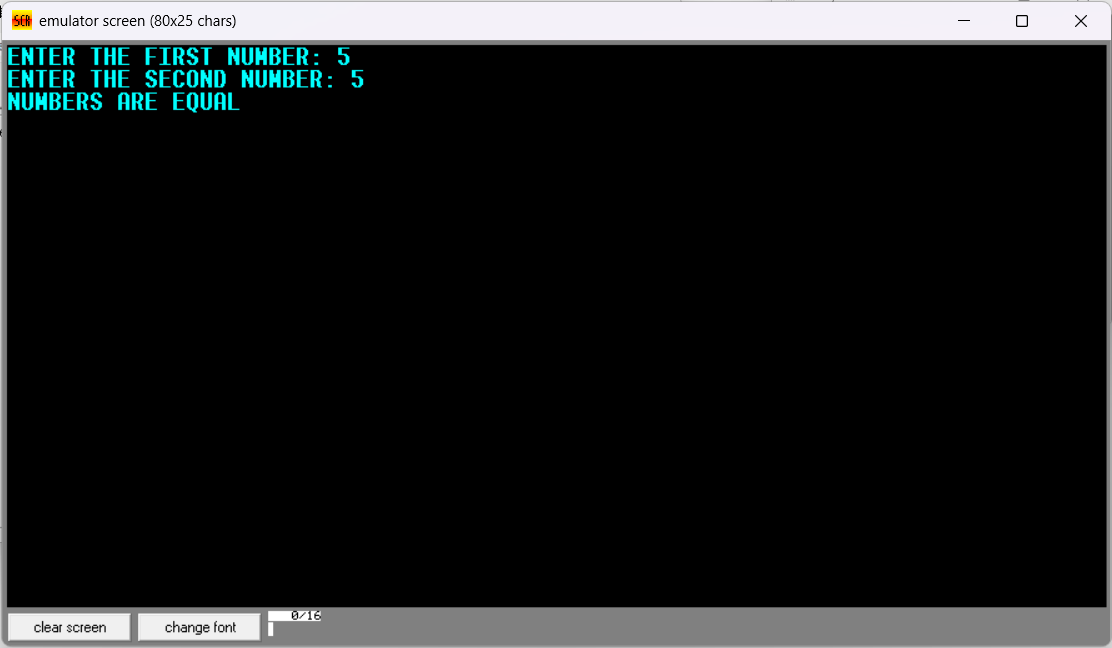 SCR emulator screen (80x25 chars)
ENTER THE FIRST NUMBER: 5
ENTER THE SECOND NUMBER: 5
NUMBERS ARE EQUAL
clear screen change font 0/16